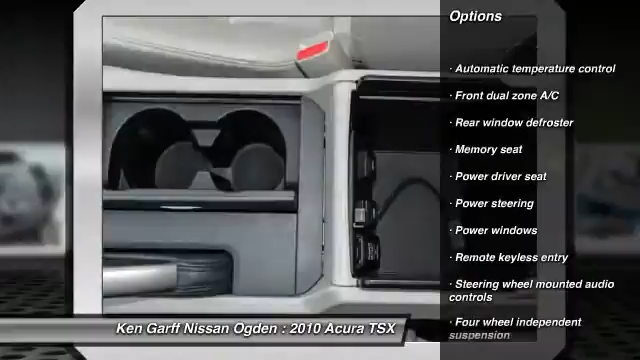 Options
· Automatic temperature control
· Front dual zone A/C
· Rear window defroster
· Memory seat
· Power driver seat
· Power steering
· Power windows
· Remote keyless entry
· Steering wheel mounted audio
controls
· Four wheel independent
suspension
Ken Garff Nissan Ogden : 2010 Acura TSX